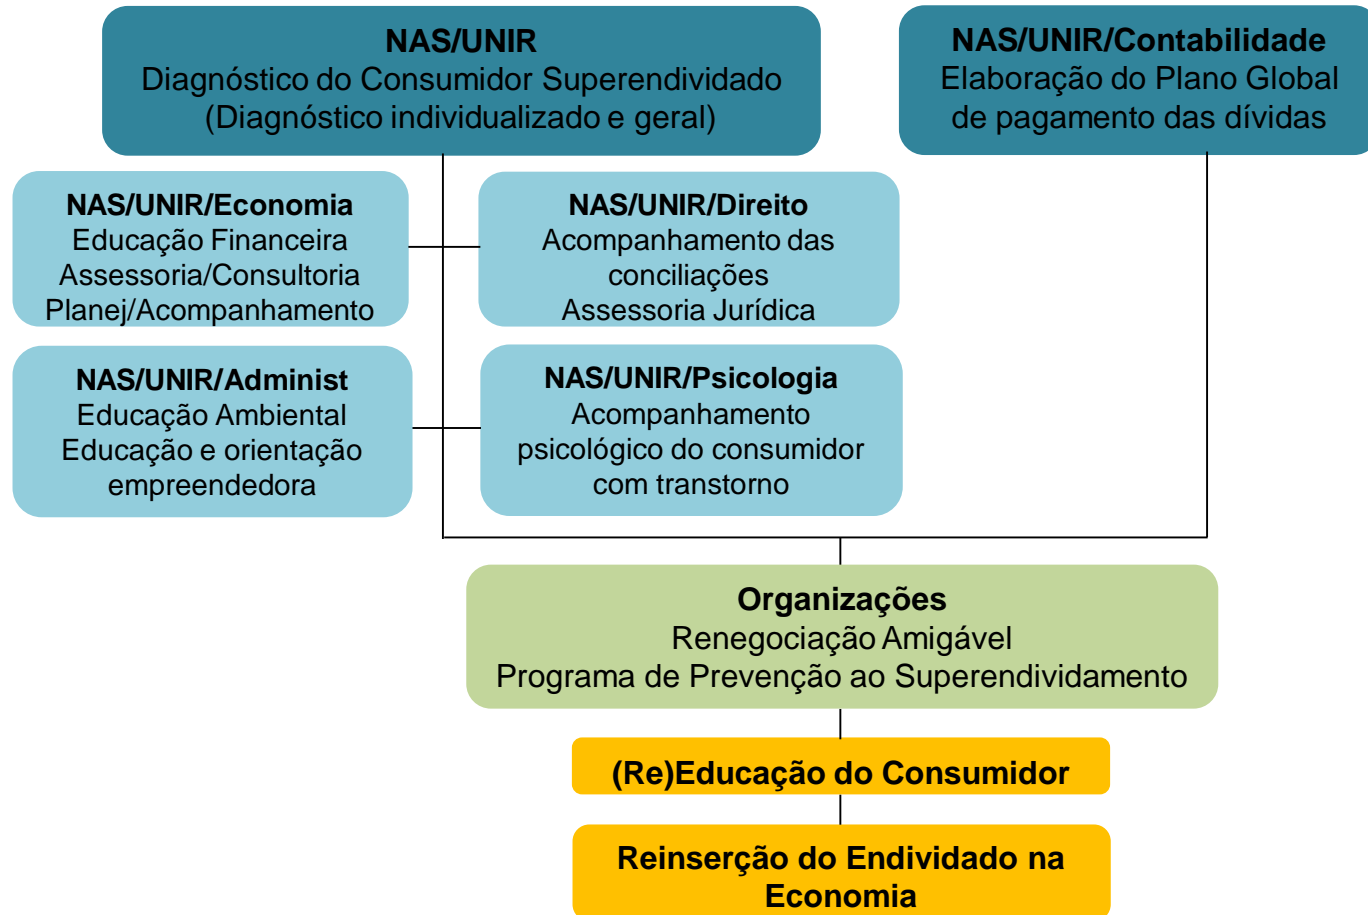 NAS/UNIR
Diagnóstico do Consumidor Superendividado
(Diagnóstico individualizado e geral)
NAS/UNIR/Contabilidade
Elaboração do Plano Global
de pagamento das dívidas
NAS/UNIR/Economia
Educação Financeira
Assessoria/Consultoria
Planej/Acompanhamento
NAS/UNIR/Direito
Acompanhamento das
conciliações
Assessoria Jurídica
NAS/UNIR/Administ
Educação Ambiental
Educação e orientação
empreendedora
NAS/UNIR/Psicologia
Acompanhamento
psicológico do consumidor
com transtorno
Organizações
Renegociação Amigável
Programa de Prevenção ao Superendividamento
(Re)Educação do Consumidor
Reinserção do Endividado na
Economia